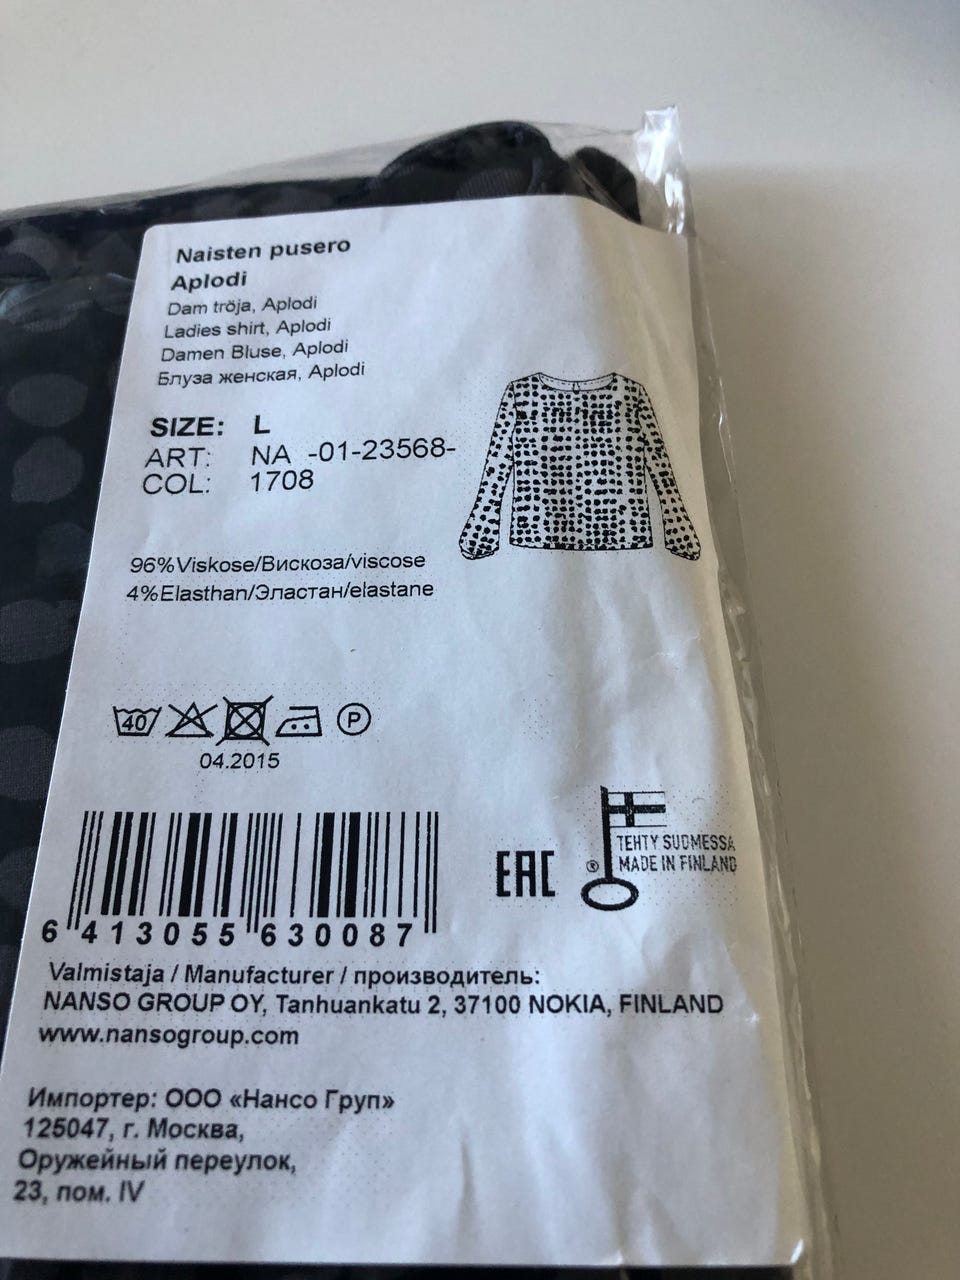 Naisten pusero
Aplodi
Dam tröja, Aplodi
Ladies shirt, Aplodi
Damen Bluse, Aplodi
Блуза женская, Aplodi
SIZE: L
ART: NA -01-23568-
COL: 1708
96%Viskose/Вискоза/viscose
4%Elasthan/Эластан/elastane
40 P
04.2015
EAC
TEHTY SUOMESSA
® MADE IN FINLAND
6 413055 630087
Valmistaja / Manufacturer / производитель:
NANSO GROUP OY, Tanhuankatu 2, 37100 NOKIA, FINLAND
www.nansogroup.com
Импортер: ООО «Нансо Груп»
125047, г. Москва,
Оружейный переулок,
23, пом. IV